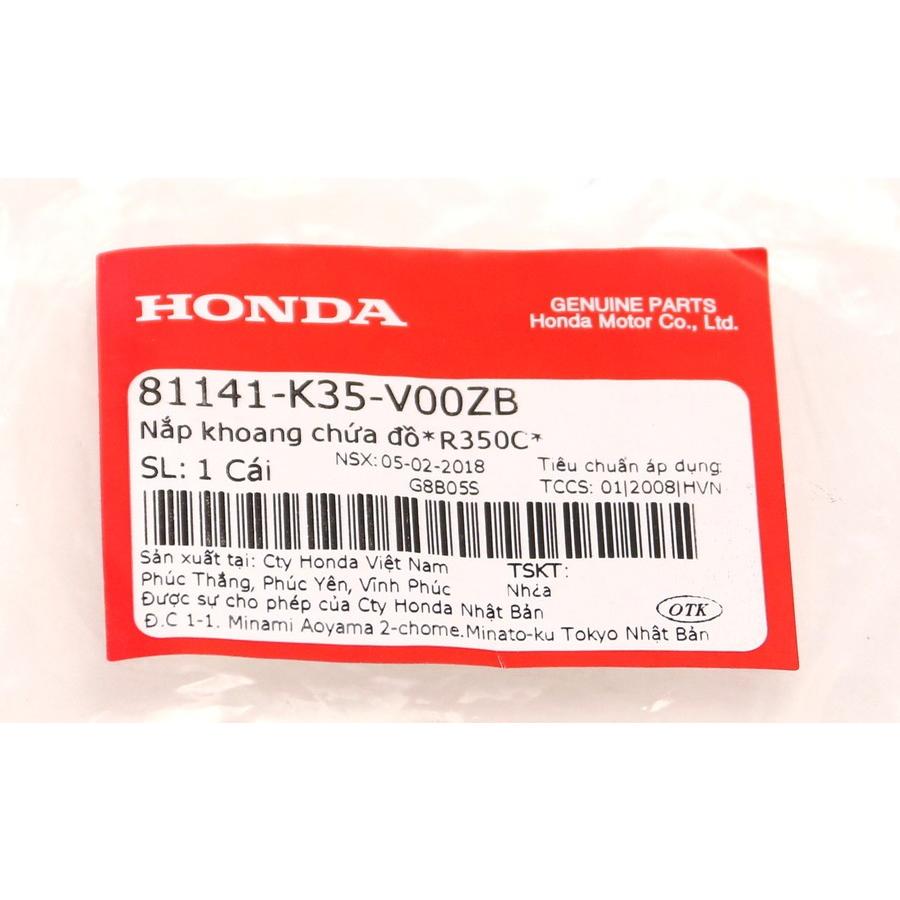 HONDA
GENUINE PARTS
Honda Motor Co., Ltd.
81141-K35-V00ZB
Nắp khoang chứa đồ*R350C*
SL: 1 Cái
NSX: 05-02-2018
G8B05S
Tiêu chuẩn áp dụng:
TCCS: 01|2008|HVN
Sản xuất tại: Cty Honda Việt Nam
Phúc Thắng, Phúc Yên, Vĩnh Phúc
TSKT:
Nhựa
Được sự cho phép của Cty Honda Nhật Bản
OTK
Đ.C 1-1. Minami Aoyama 2-chome.Minato-ku Tokyo Nhật Bản